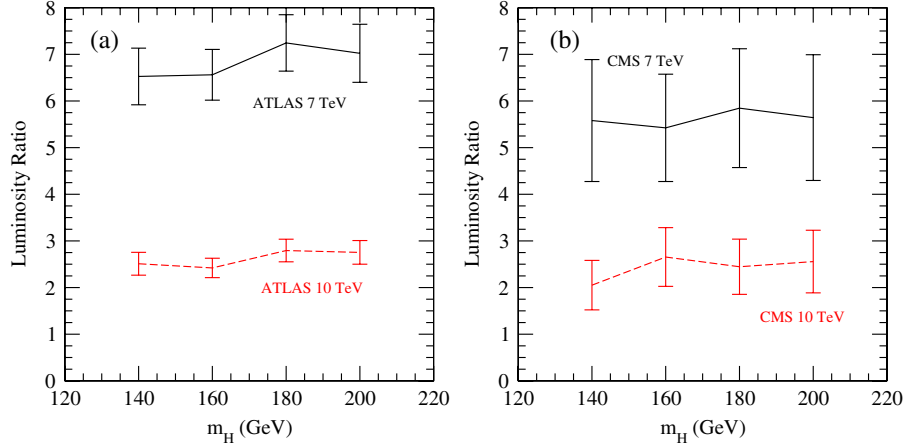 (a)
ATLAS 7 TeV
ATLAS 10 TeV
Luminosity Ratio
8
7
6
5
4
3
2
1
0
120 140 160 180 200 220
m_H (GeV)
(b)
CMS 7 TeV
CMS 10 TeV
Luminosity Ratio
8
7
6
5
4
3
2
1
0
120 140 160 180 200 220
m_H (GeV)